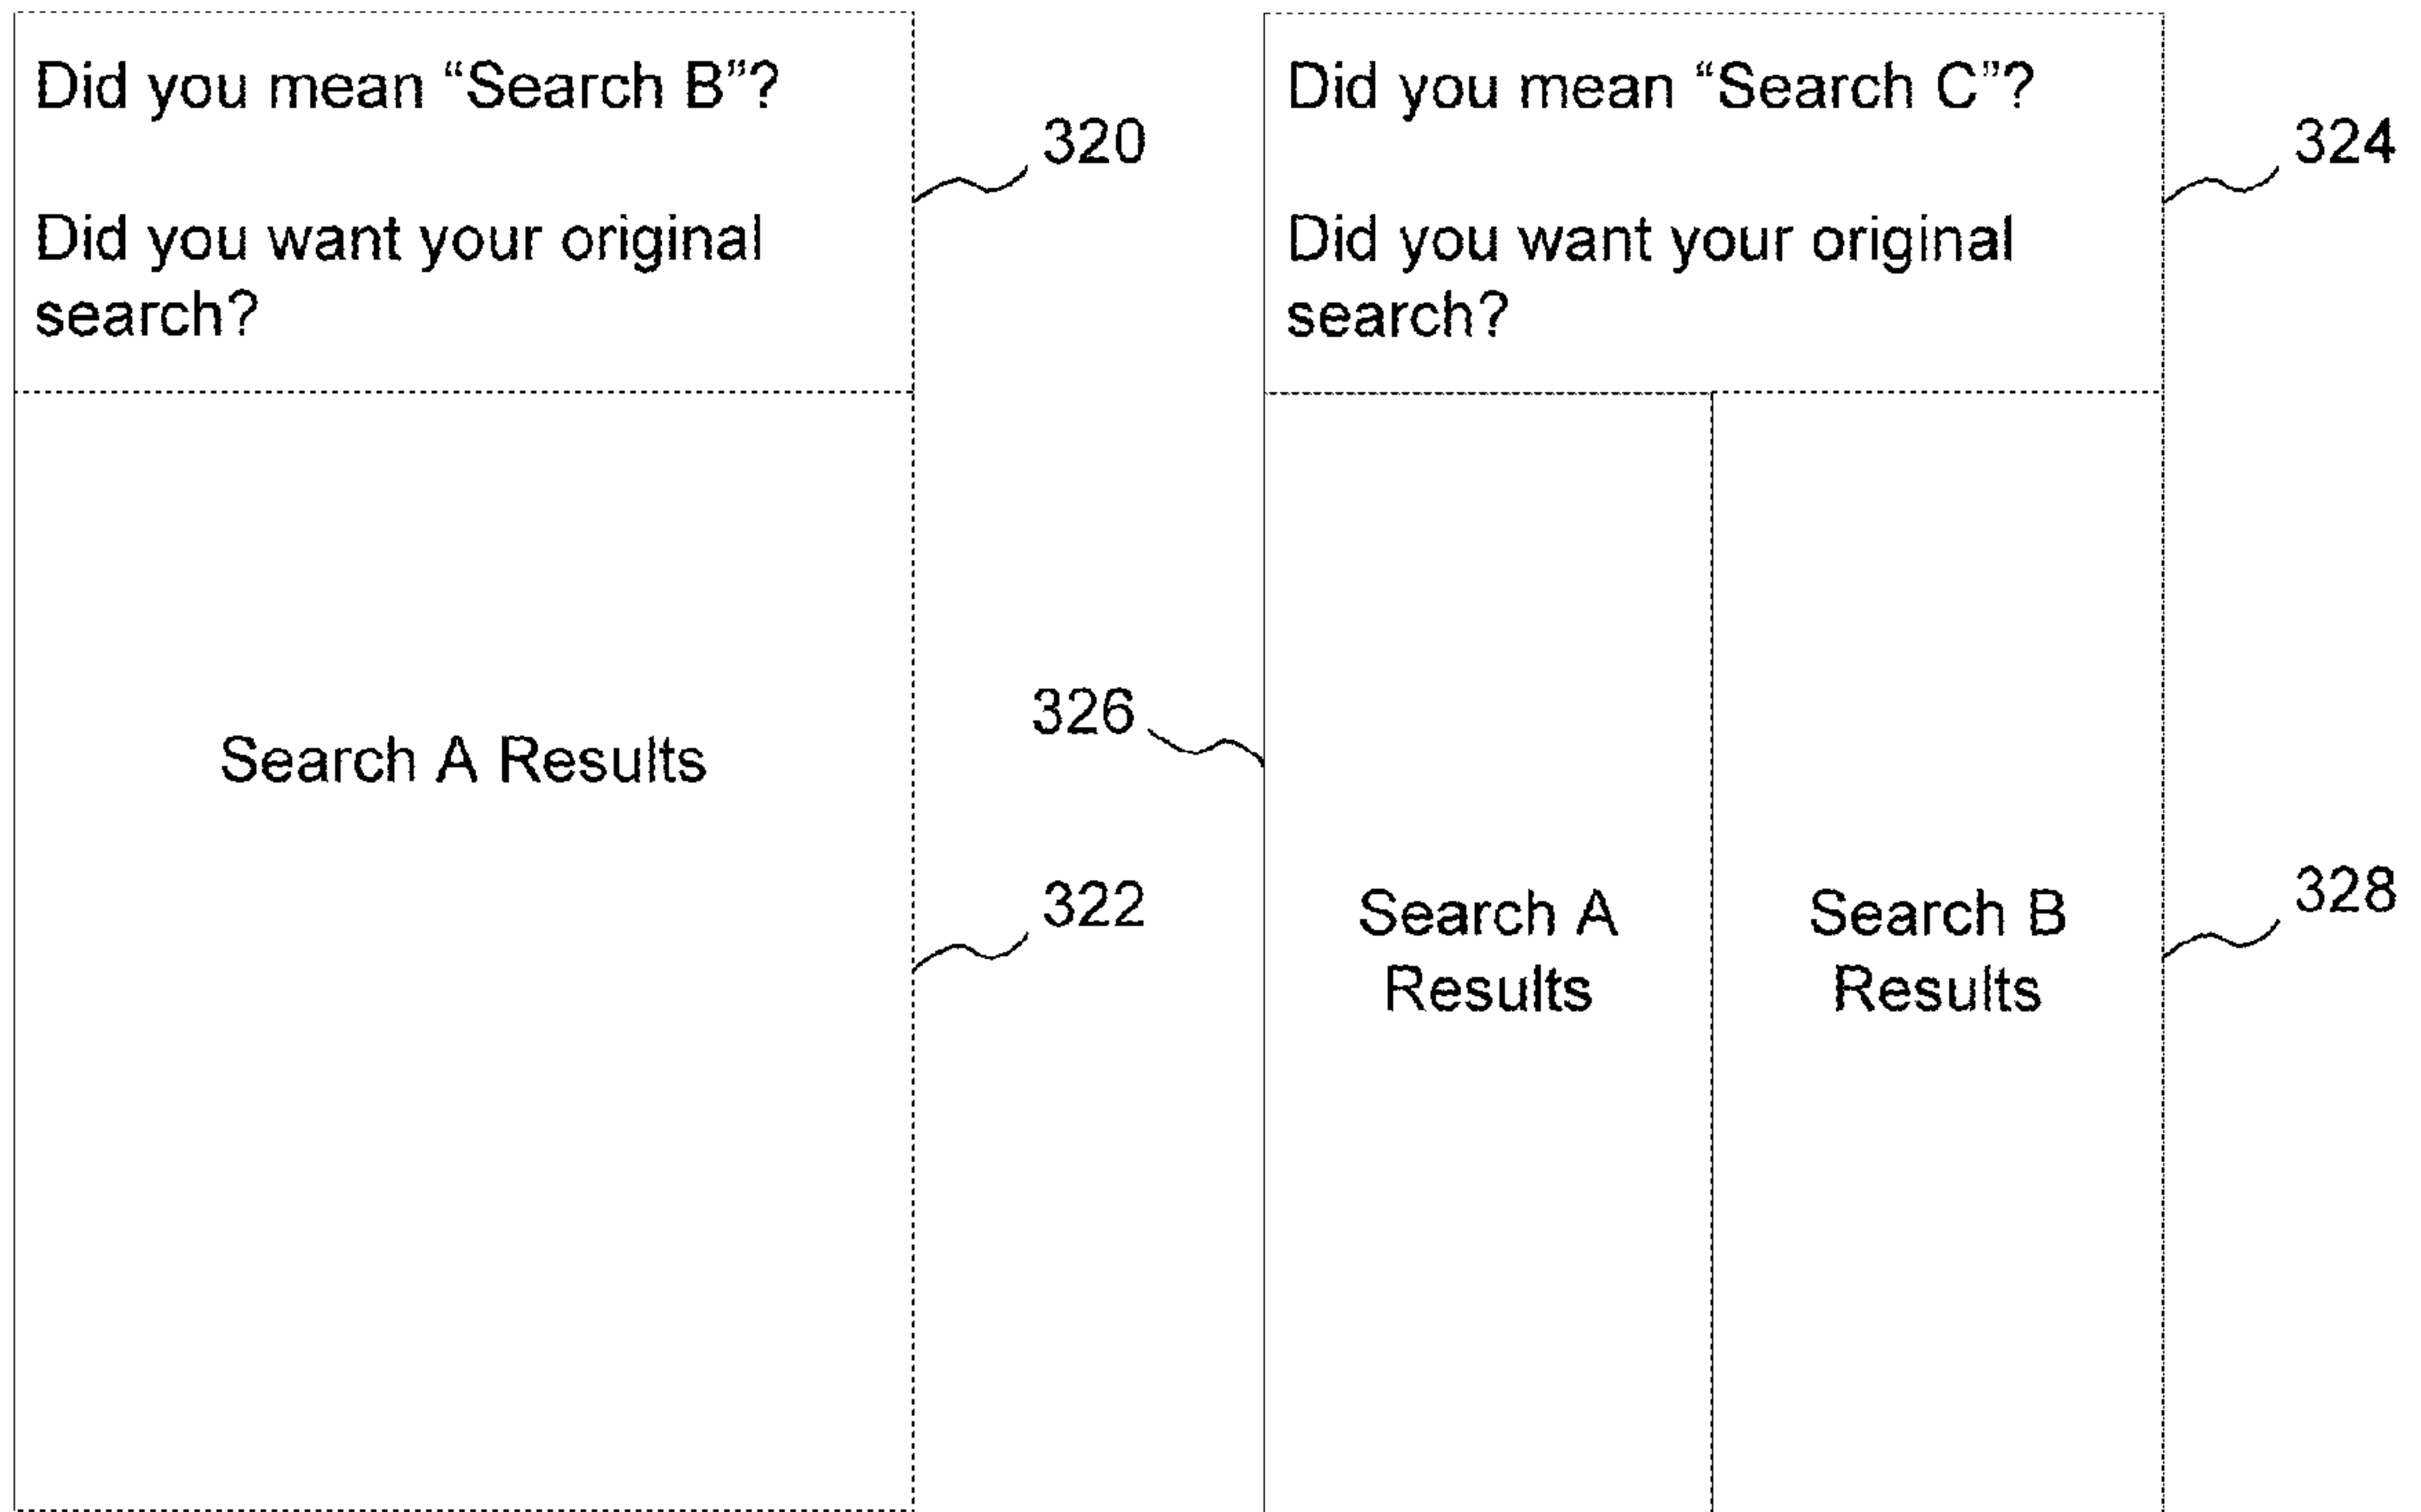 Did you mean “Search B”?
Did you want your original
search?
320
Search A Results
322
Did you mean “Search C”?
Did you want your original
search?
324
326
Search A
Results
Search B
Results
328